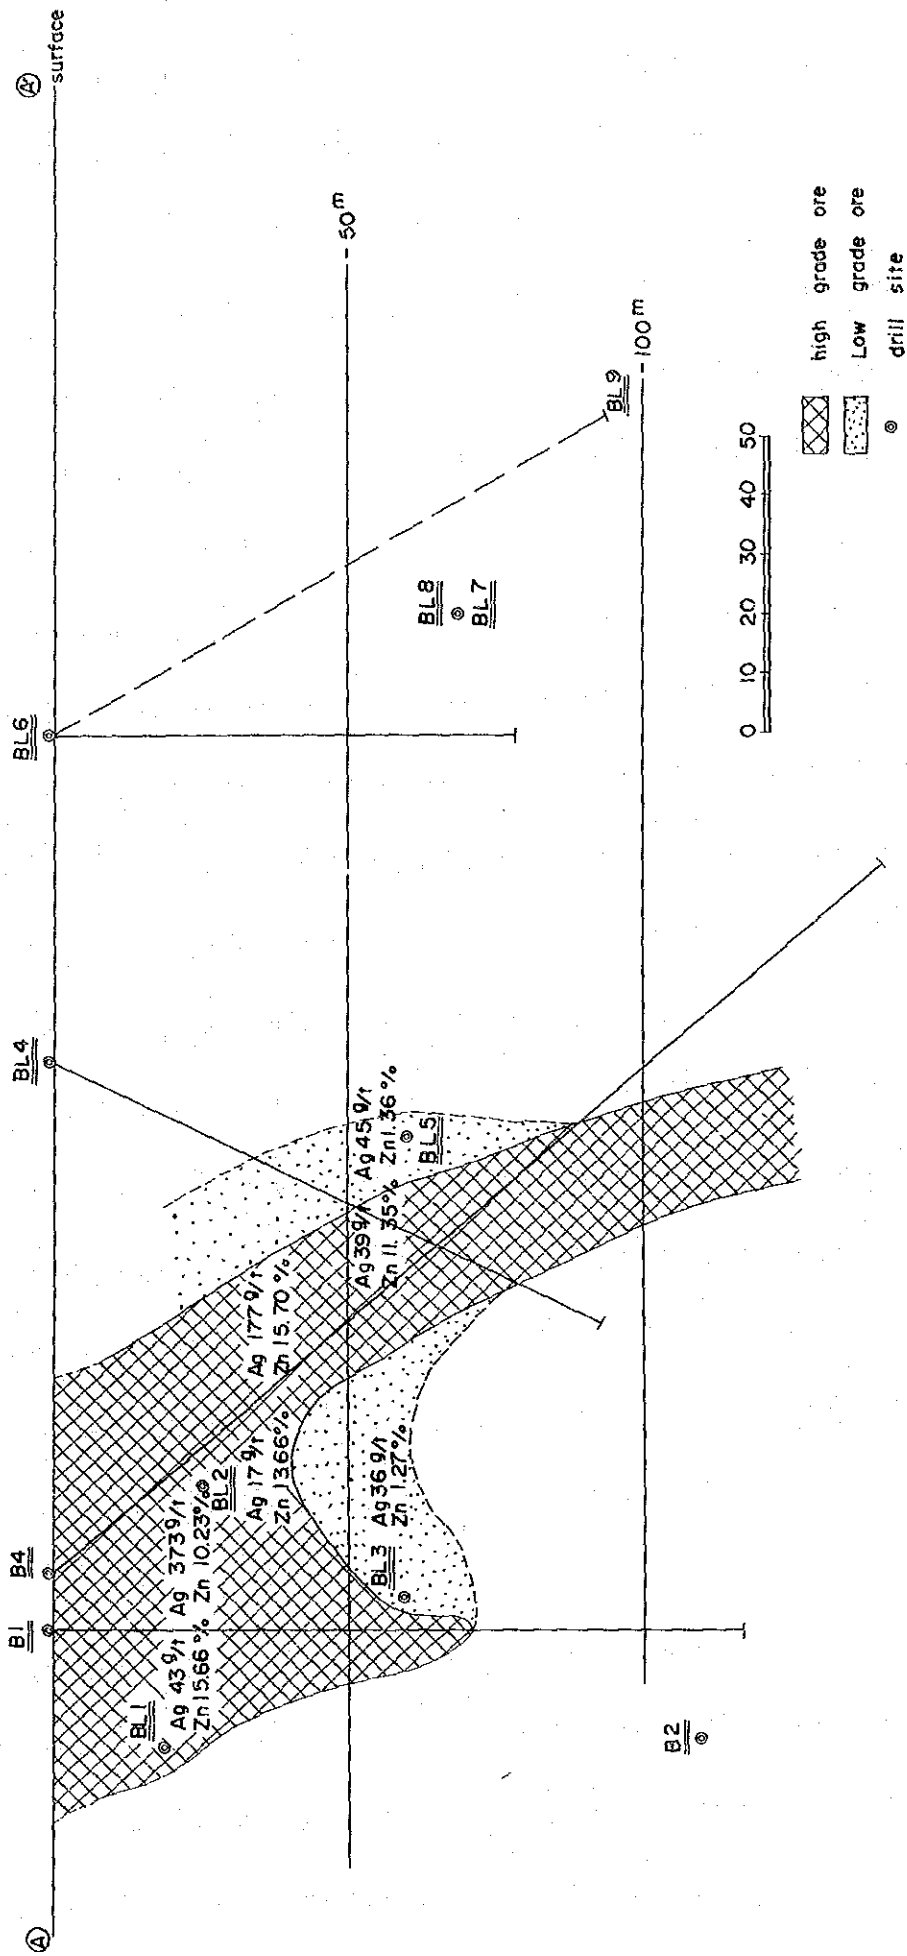 Ⓐ
Ⓐ'
surface
B1
B4
BL4
BL6
BL1
Ag 43 g/t
Zn 15.66 %
Ag 373 g/t
Zn 10.23 %
BL2
Ag 17 g/t
Zn 13.66 %
Ag 177 g/t
Zn 15.70 %
Ag 39 g/t
Zn 11.35 %
Ag 45 g/t
Zn 1.36 %
BL5
BL3
Ag 36 g/t
Zn 1.27 %
BL8
BL7
BL9
B2
- 50 m
- 100 m
0 10 20 30 40 50
high grade ore
Low grade ore
drill site